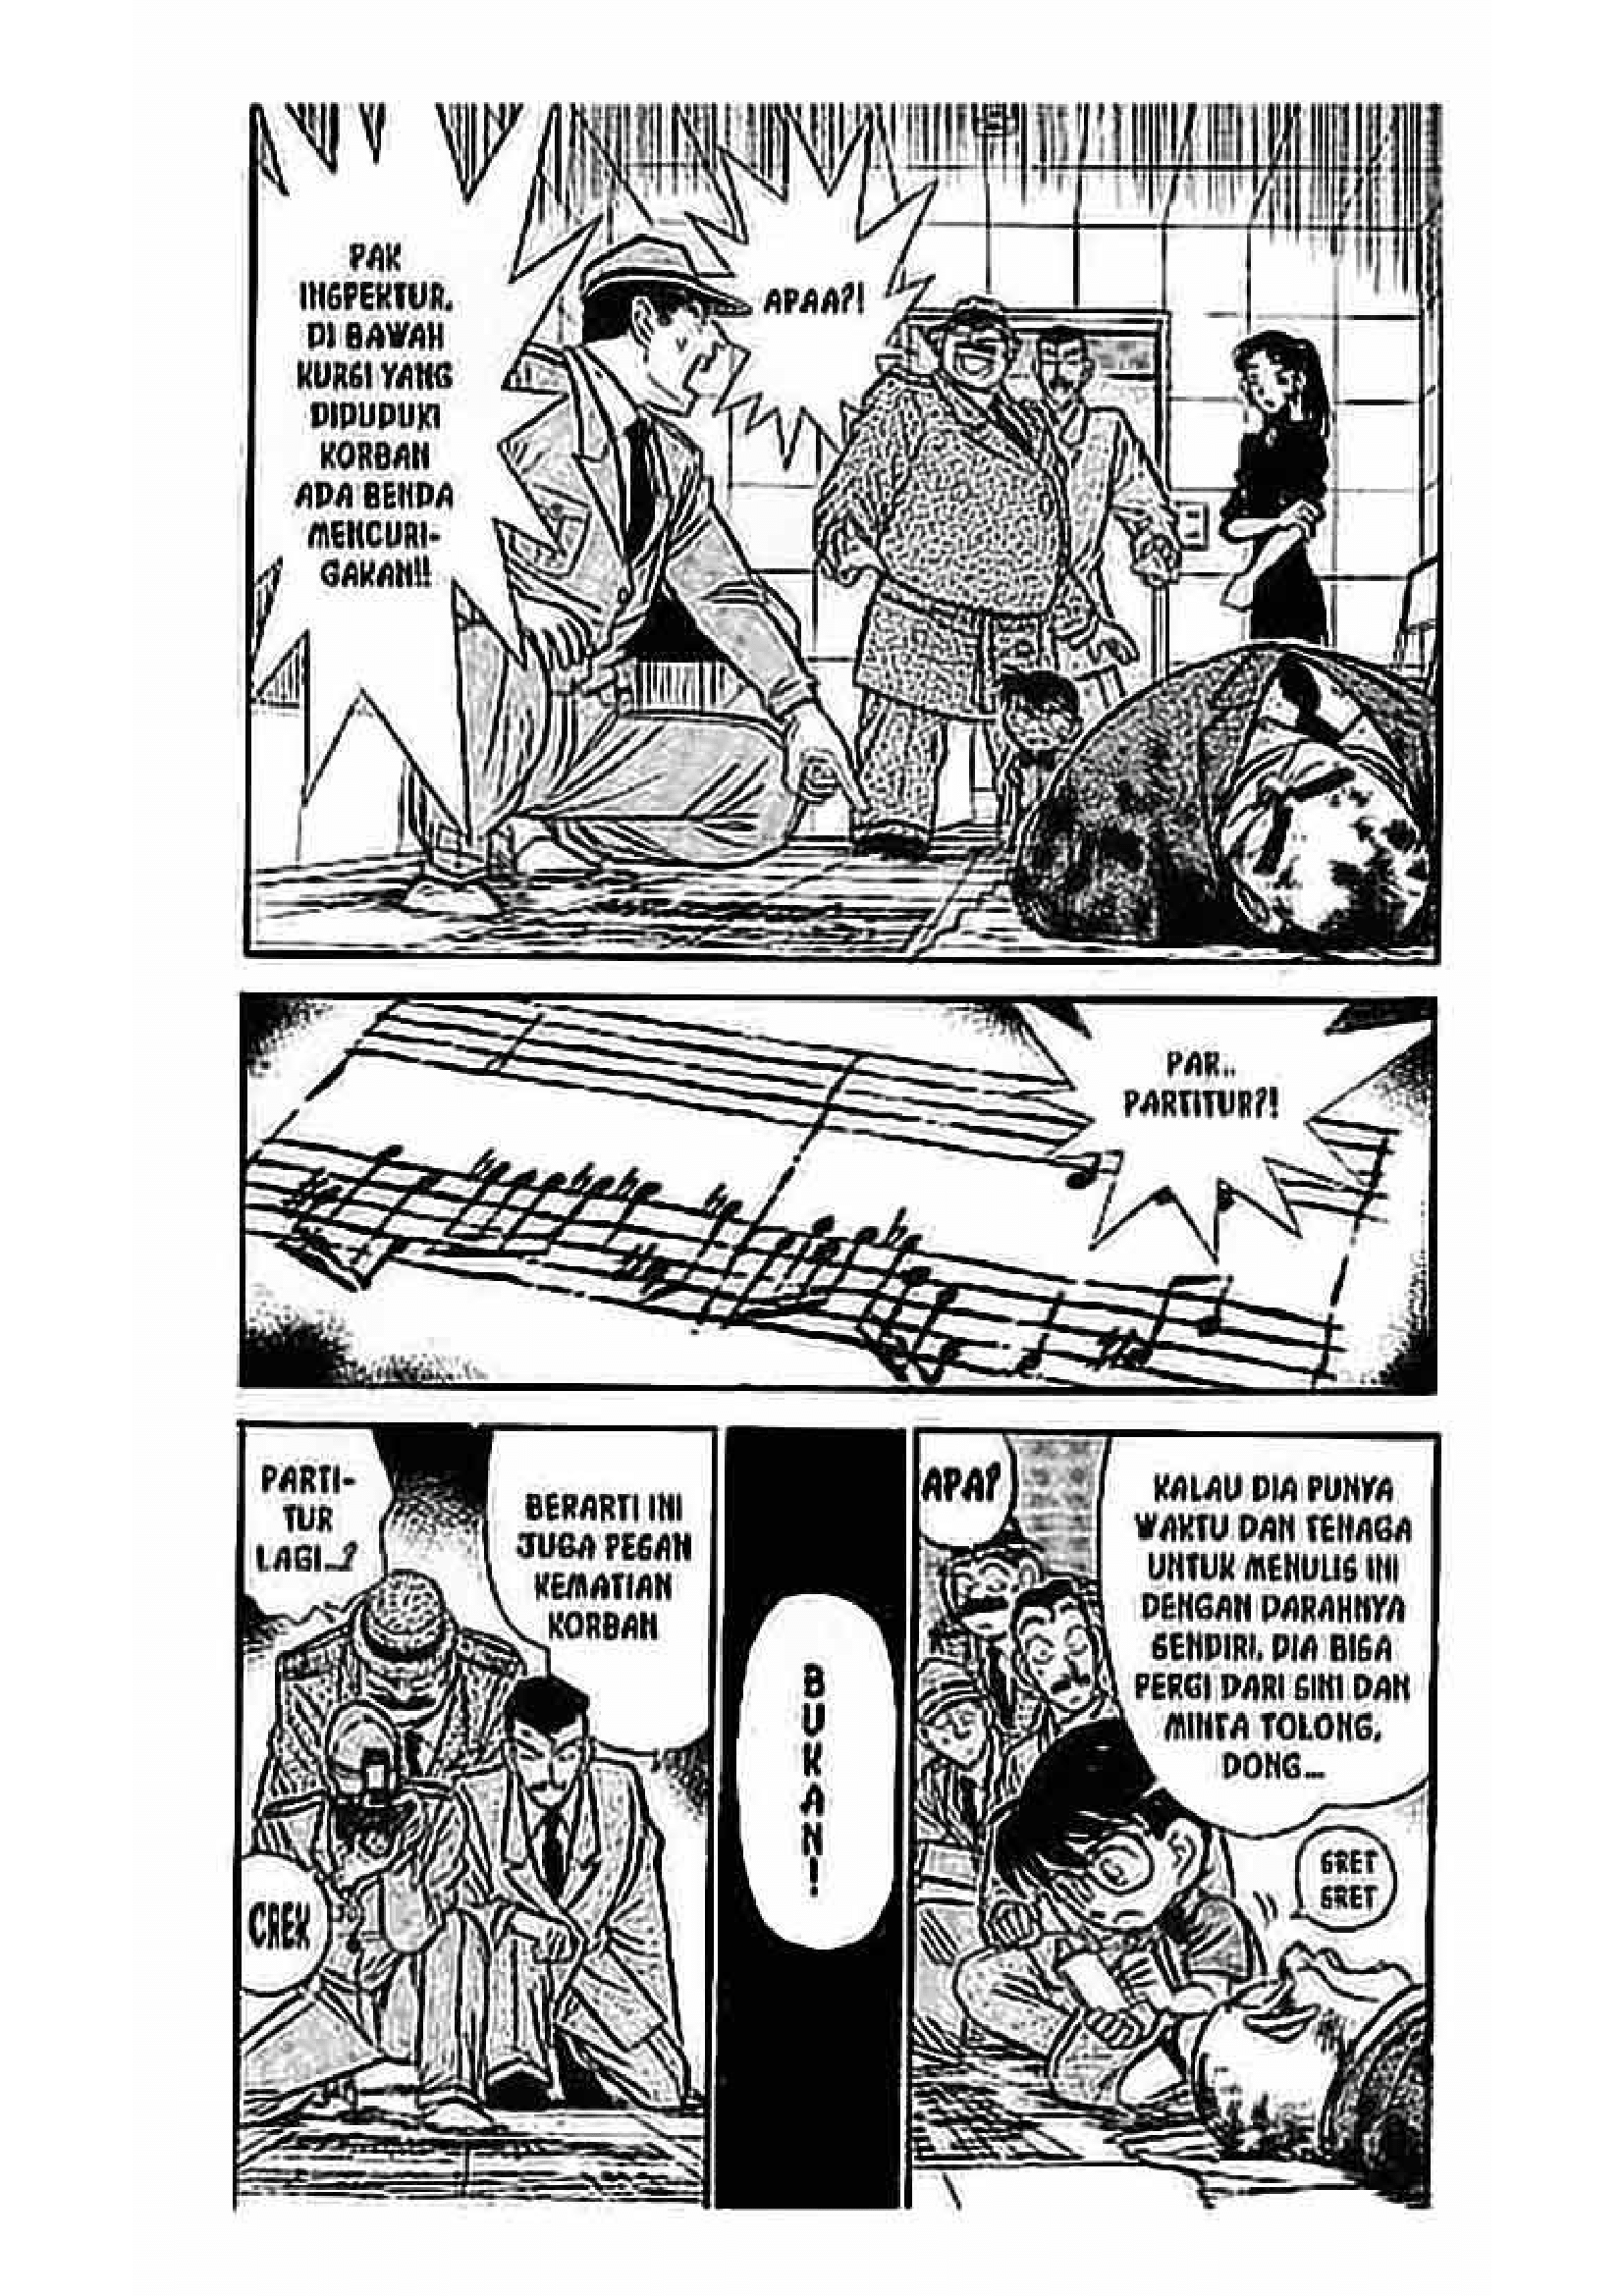 PAK
INSPEKTUR,
DI BAWAH
KURSI YANG
DIDUDUKI
KORBAN
ADA BENDA
MENCURI-
GAKAN!!
APAA?!
PAR..
PARTITUR?!
PARTI-
TUR
LAGI...?
BERARTI INI
JUGA PESAN
KEMATIAN
KORBAN
CREK
BUKAN!
APA?
KALAU DIA PUNYA
WAKTU DAN TENAGA
UNTUK MENULIS INI
DENGAN DARAHNYA
SENDIRI, DIA BISA
PERGI DARI SINI DAN
MINTA TOLONG,
DONG...
SRET
SRET